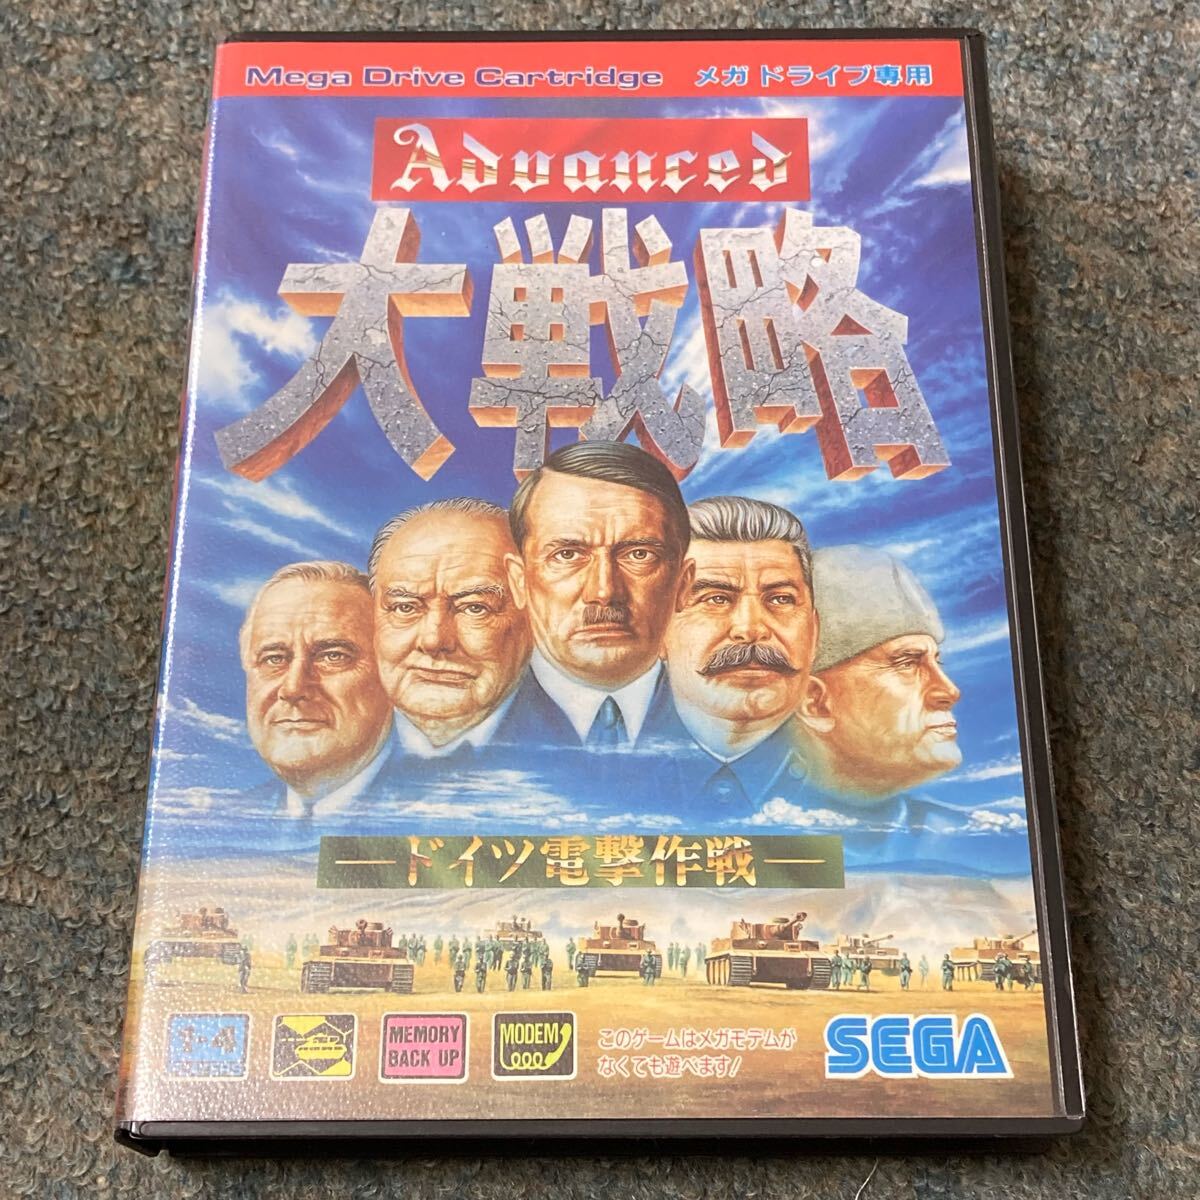 Mega Drive Cartridge メガドライブ専用
Advanced
大戦略
―ドイツ電撃作戦―
1-4
MEMORY
BACK UP
MODEM
このゲームはメガモデムが
なくても遊べます!
SEGA